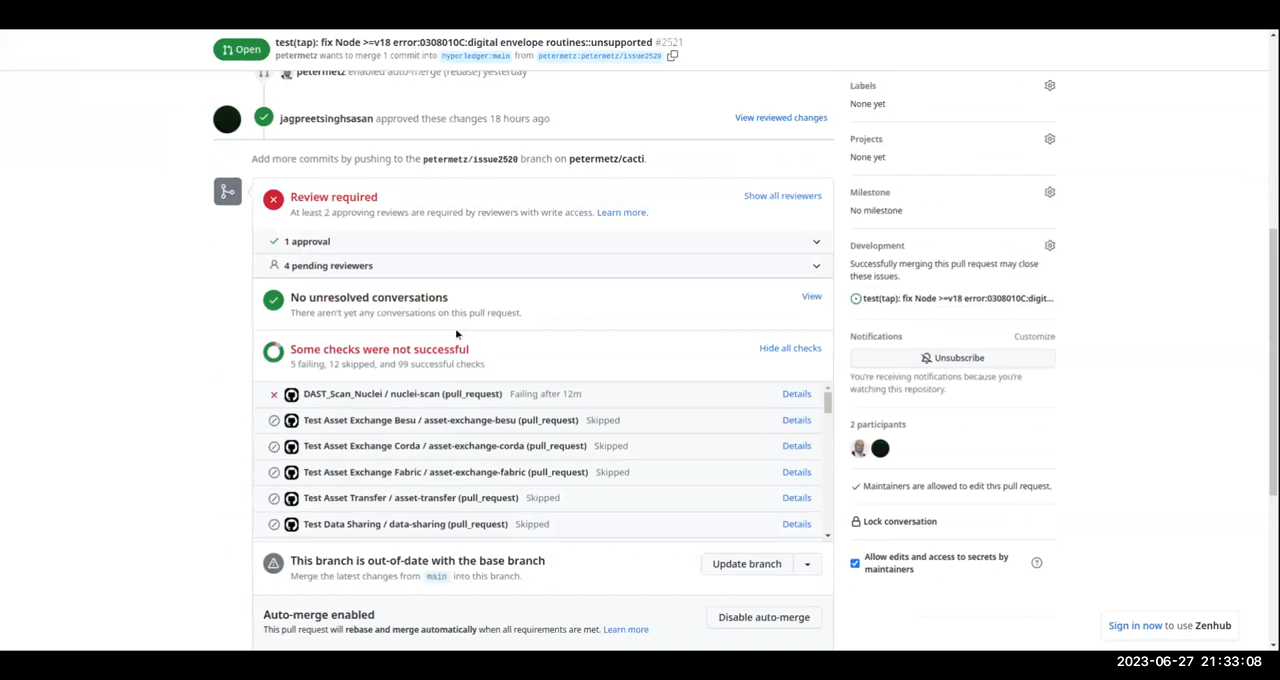 Open
test(tap): fix Node >=v18 error:0308010C:digital envelope routines::unsupported #2521
petermetz wants to merge 1 commit into hyperledger:main from petermetz:petermetz/issue2520
petermetz enabled auto-merge (rebase) yesterday
jagpreetsinghsasan approved these changes 18 hours ago
View reviewed changes
Add more commits by pushing to the petermetz/issue2520 branch on petermetz/cacti.
Review required
Show all reviewers
At least 2 approving reviews are required by reviewers with write access. Learn more.
1 approval
4 pending reviewers
No unresolved conversations
View
There aren't yet any conversations on this pull request.
Some checks were not successful
Hide all checks
5 failing, 12 skipped, and 99 successful checks
DAST_Scan_Nuclei / nuclei-scan (pull_request) Failing after 12m
Details
Test Asset Exchange Besu / asset-exchange-besu (pull_request) Skipped
Details
Test Asset Exchange Corda / asset-exchange-corda (pull_request) Skipped
Details
Test Asset Exchange Fabric / asset-exchange-fabric (pull_request) Skipped
Details
Test Asset Transfer / asset-transfer (pull_request) Skipped
Details
Test Data Sharing / data-sharing (pull_request) Skipped
Details
This branch is out-of-date with the base branch
Merge the latest changes from main into this branch.
Update branch
Auto-merge enabled
This pull request will rebase and merge automatically when all requirements are met. Learn more
Disable auto-merge
Labels
None yet
Projects
None yet
Milestone
No milestone
Development
Successfully merging this pull request may close
these issues.
test(tap): fix Node >=v18 error:0308010C:digit...
Notifications
Customize
Unsubscribe
You're receiving notifications because you're
watching this repository.
2 participants
Maintainers are allowed to edit this pull request.
Lock conversation
Allow edits and access to secrets by
maintainers
Sign in now to use Zenhub
2023-06-27 21:33:08